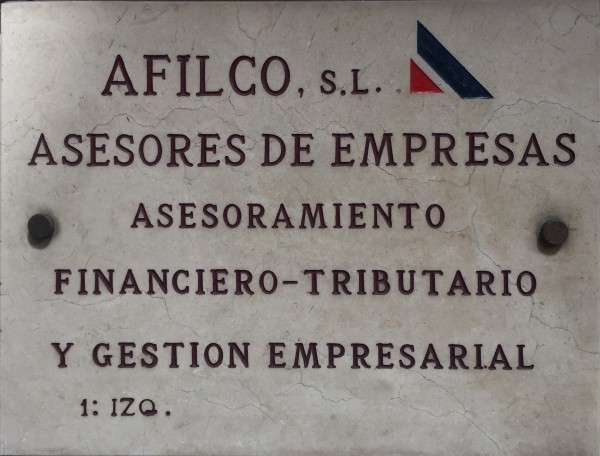 AFILCO, S.L.
ASESORES DE EMPRESAS
ASESORAMIENTO
FINANCIERO-TRIBUTARIO
Y GESTION EMPRESARIAL
1: IZQ.